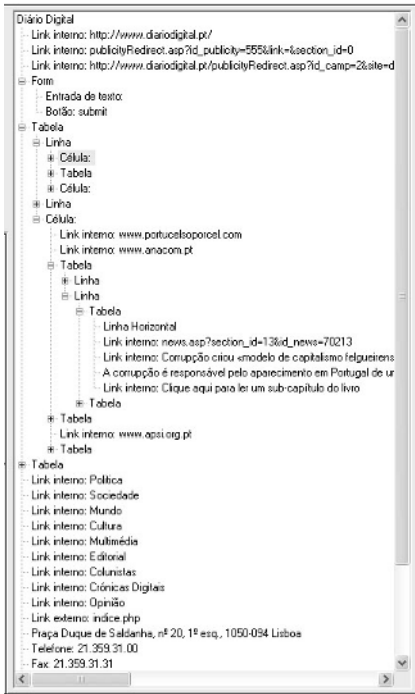 Diário Digital
Link interno: http://www.diariodigital.pt/
Link interno: publicityRedirect.asp?id_publicity=555&link=&section_id=0
Link interno: http://www.diariodigital.pt/publicityRedirect.asp?id_camp=2&site=d
Form
Entrada de texto:
Botão: submit
Tabela
Linha
Célula:
Tabela
Célula:
Linha
Célula:
Link interno: www.portucelsoporcel.com
Link interno: www.anacom.pt
Tabela
Linha
Linha
Tabela
Linha Horizontal
Link interno: news.asp?section_id=13&id_news=70213
Link interno: Corrupção criou «modelo de capitalismo felgueirens
A corrupção é responsável pelo aparecimento em Portugal de ur
Link interno: Clique aqui para ler um sub-capítulo do livro
Tabela
Tabela
Link interno: www.apsi.org.pt
Tabela
Tabela
Link interno: Política
Link interno: Sociedade
Link interno: Mundo
Link interno: Cultura
Link interno: Multimédia
Link interno: Editorial
Link interno: Colunistas
Link interno: Crónicas Digitais
Link interno: Opinião
Link externo: indice.php
Praça Duque de Saldanha, nº 20, 1º esq., 1050-094 Lisboa
Telefone: 21.359.31.00
Fax: 21.359.31.31